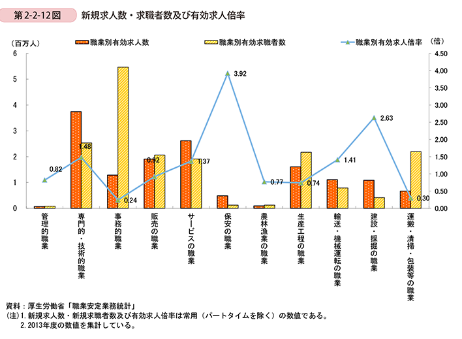 第2-2-12図 新規求人数・求職者数及び有効求人倍率
(百万人) 職業別有効求人数 職業別有効求職者数 職業別有効求人倍率 (倍)
6
5
4
3
2
1
0
4.50
4.00
3.50
3.00
2.50
2.00
1.50
1.00
0.50
0.00
0.82
1.48
0.24
0.92
1.37
3.92
0.77
0.74
1.41
2.63
0.30
管理的職業
専門的・技術的職業
事務的職業
販売の職業
サービスの職業
保安の職業
農林漁業の職業
生産工程の職業
輸送・機械運転の職業
建設・採掘の職業
運搬・清掃・包装等の職業
資料：厚生労働省「職業安定業務統計」
(注) 1. 新規求人数・新規求職者数及び有効求人倍率は常用（パートタイムを除く）の数値である。
2. 2013年度の数値を集計している。